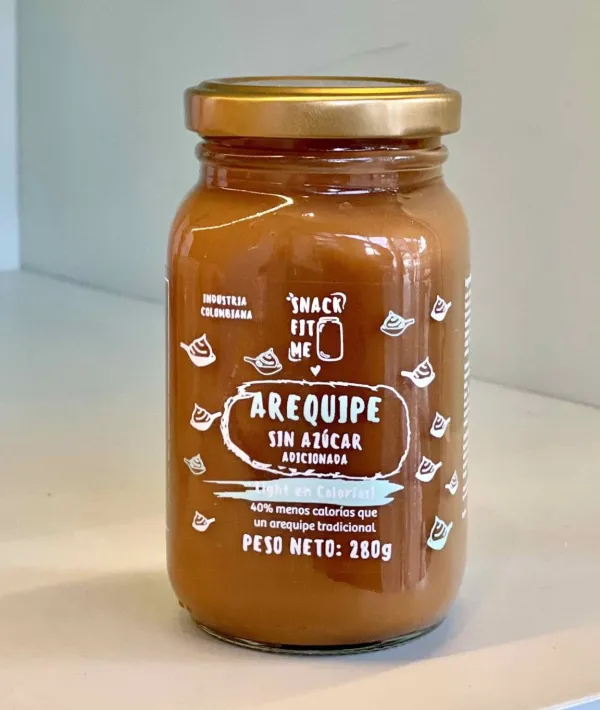 INDUSTRIA
COLOMBIANA
SNACK
FIT
ME
AREQUIPE
SIN AZÚCAR
ADICIONADA
Light en Calorías!
40% menos calorías que
un arequipe tradicional
PESO NETO: 280g